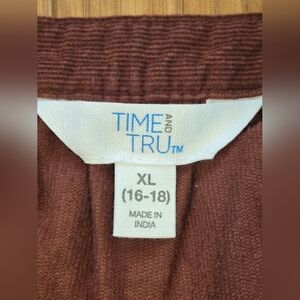 TIME AND
TRU™
XL
(16-18)
MADE IN
INDIA